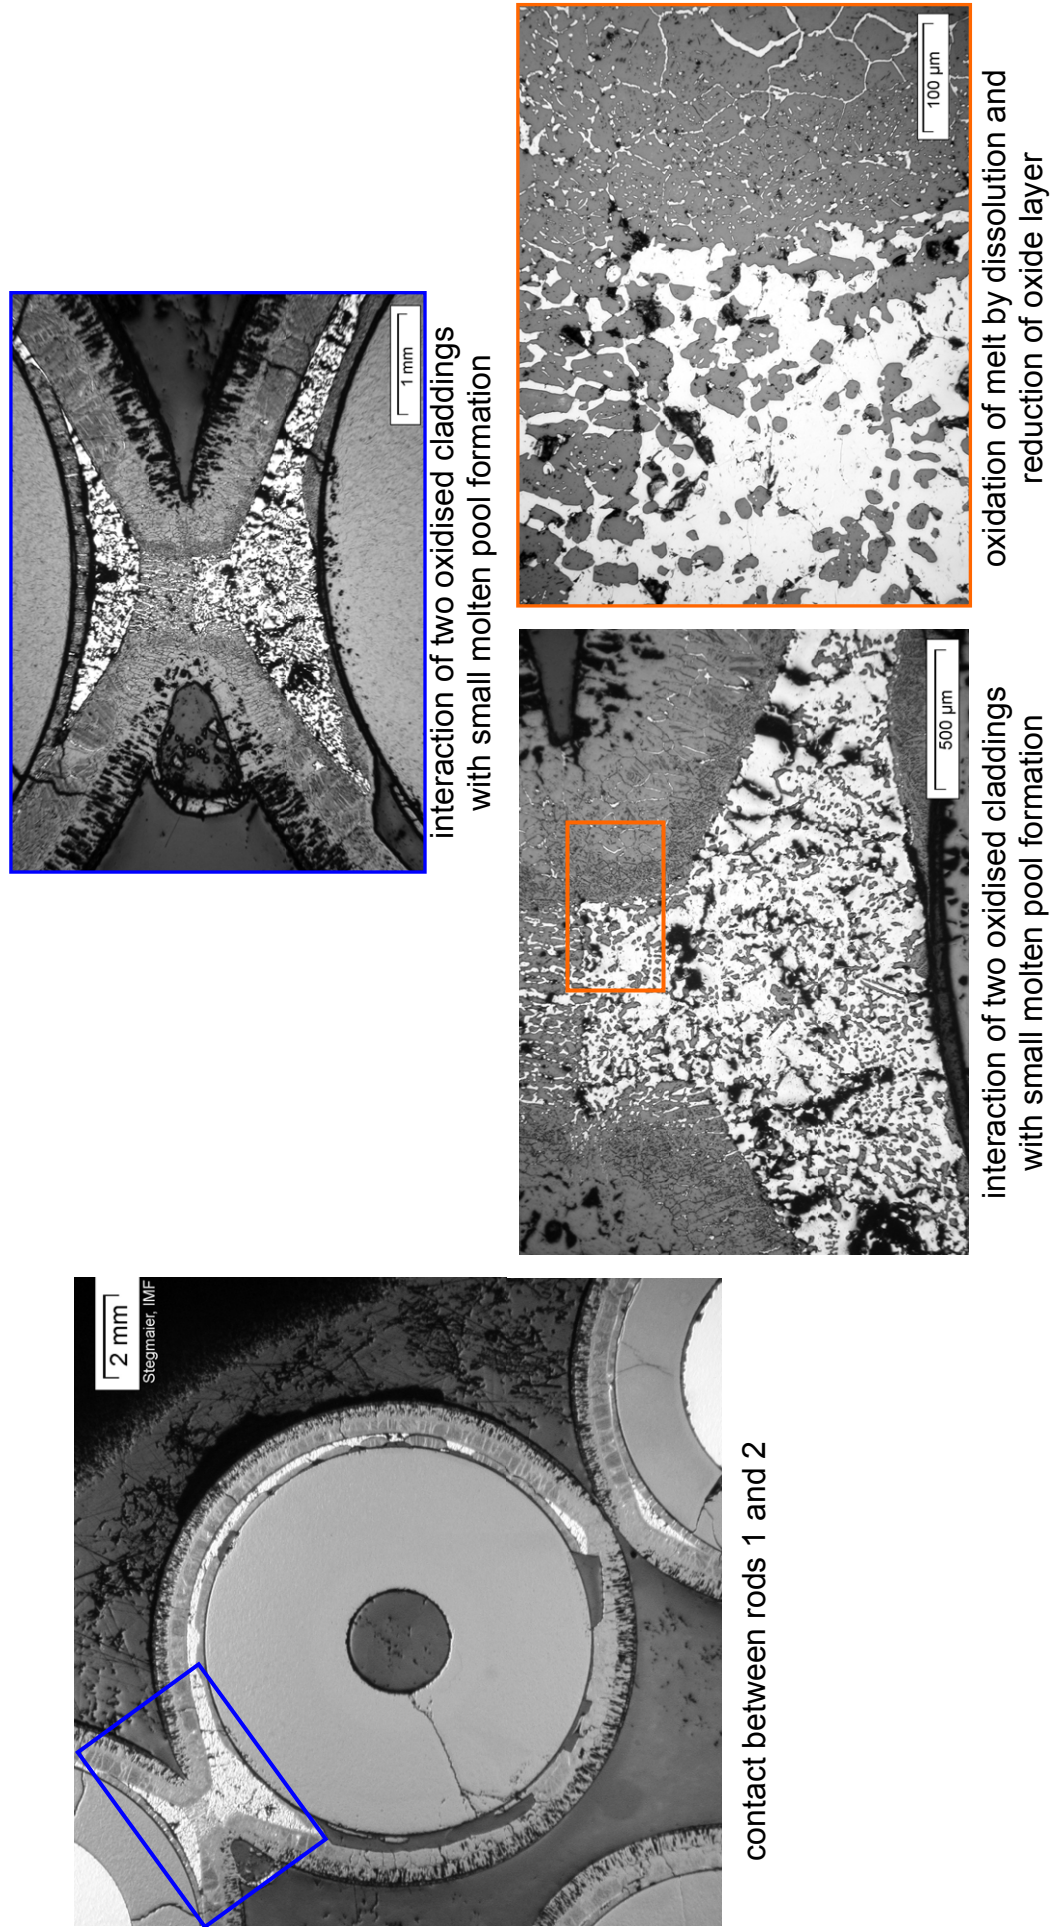 2 mm
Stegmaier, IMF
contact between rods 1 and 2
1 mm
interaction of two oxidised claddings
with small molten pool formation
500 µm
interaction of two oxidised claddings
with small molten pool formation
100 µm
oxidation of melt by dissolution and
reduction of oxide layer